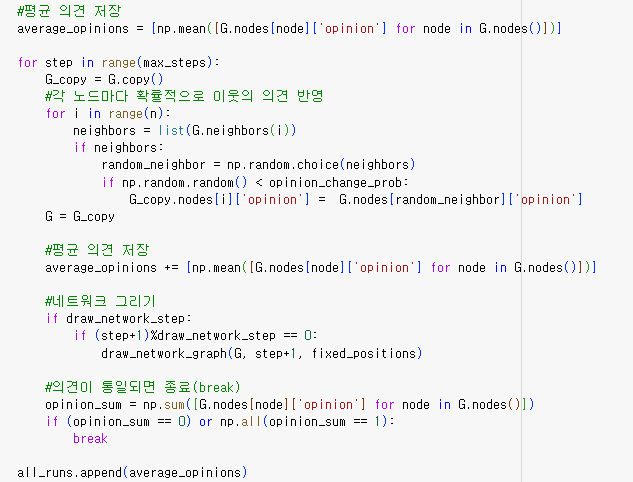 #평균 의견 저장
average_opinions = [np.mean([G.nodes[node]['opinion'] for node in G.nodes()])]
for step in range(max_steps):
    G_copy = G.copy()
    #각 노드마다 확률적으로 이웃의 의견 반영
    for i in range(n):
        neighbors = list(G.neighbors(i))
        if neighbors:
            random_neighbor = np.random.choice(neighbors)
            if np.random.random() < opinion_change_prob:
                G_copy.nodes[i]['opinion'] =  G.nodes[random_neighbor]['opinion']
    G = G_copy
    #평균 의견 저장
    average_opinions += [np.mean([G.nodes[node]['opinion'] for node in G.nodes()])]
    #네트워크 그리기
    if draw_network_step:
        if (step+1)%draw_network_step == 0:
            draw_network_graph(G, step+1, fixed_positions)
    #의견이 통일되면 종료(break)
    opinion_sum = np.sum([G.nodes[node]['opinion'] for node in G.nodes()])
    if (opinion_sum == 0) or np.all(opinion_sum == 1):
        break
all_runs.append(average_opinions)